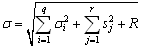 σ = √(∑_{i=1}^{q} σ_i^2 + ∑_{j=1}^{r} s_j^2 + R)